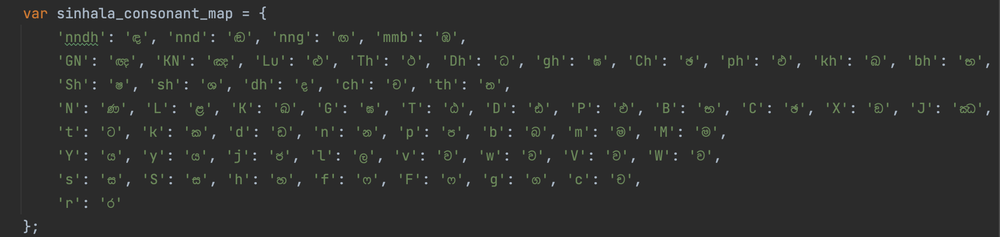 var sinhala_consonant_map = {
'nndh': 'ඳ', 'nnd': 'ඬ', 'nng': 'ඟ', 'mmb': 'ඹ',
'GN': 'ඥ', 'KN': 'ඤ', 'Lu': 'ළු', 'Th': 'ථ', 'Dh': 'ධ', 'gh': 'ඝ', 'Ch': 'ඡ', 'ph': 'ඵ', 'kh': 'ඛ', 'bh': 'භ',
'Sh': 'ෂ', 'sh': 'ශ', 'dh': 'ද', 'ch': 'ච', 'th': 'ත',
'N': 'ණ', 'L': 'ළ', 'K': 'ඛ', 'G': 'ඝ', 'T': 'ඨ', 'D': 'ඪ', 'P': 'ඵ', 'B': 'භ', 'C': 'ඡ', 'X': 'ඞ', 'J': 'ඣ',
't': 'ට', 'k': 'ක', 'd': 'ඩ', 'n': 'න', 'p': 'ප', 'b': 'බ', 'm': 'ම', 'M': 'ම',
'Y': 'ය', 'y': 'ය', 'j': 'ජ', 'l': 'ල', 'v': 'ව', 'w': 'ව', 'V': 'ව', 'W': 'ව',
's': 'ස', 'S': 'ස', 'h': 'හ', 'f': 'ෆ', 'F': 'ෆ', 'g': 'ග', 'c': 'ච',
'r': 'ර'
};